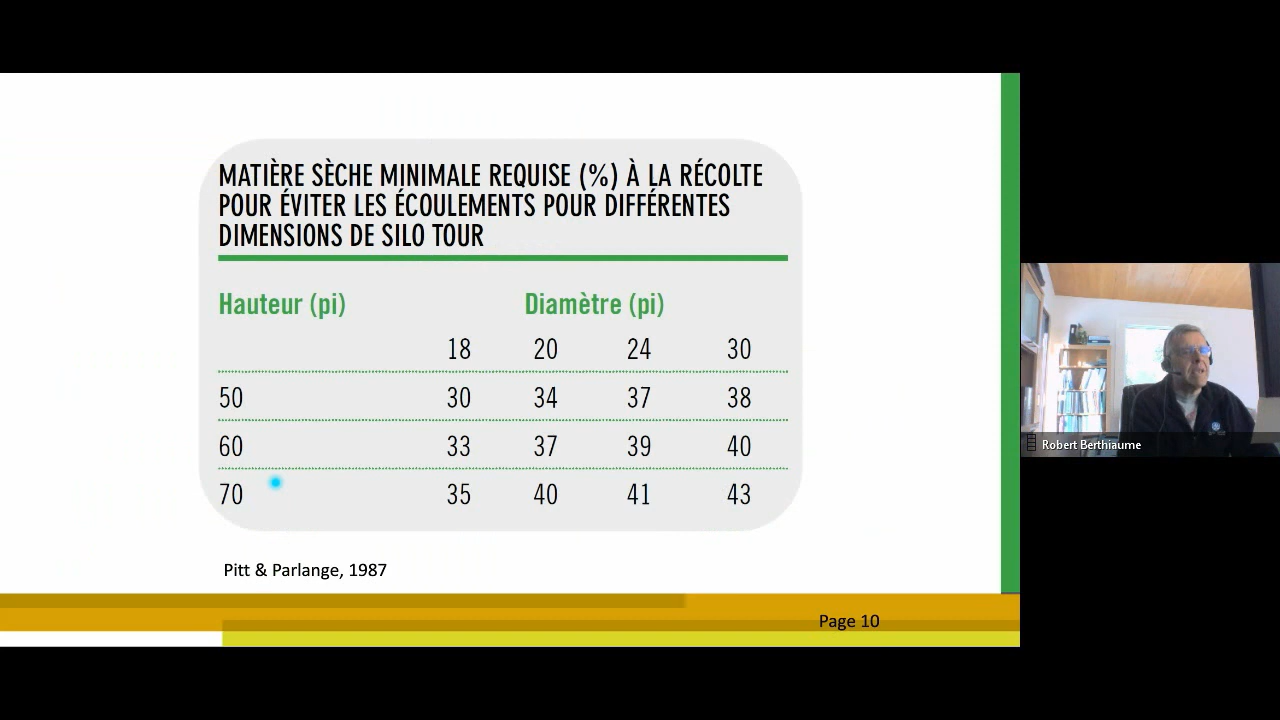 MATIÈRE SÈCHE MINIMALE REQUISE (%) À LA RÉCOLTE
POUR ÉVITER LES ÉCOULEMENTS POUR DIFFÉRENTES
DIMENSIONS DE SILO TOUR
Hauteur (pi) Diamètre (pi)
18 20 24 30
50 30 34 37 38
60 33 37 39 40
70 35 40 41 43
Pitt & Parlange, 1987
Page 10
Robert Berthiaume